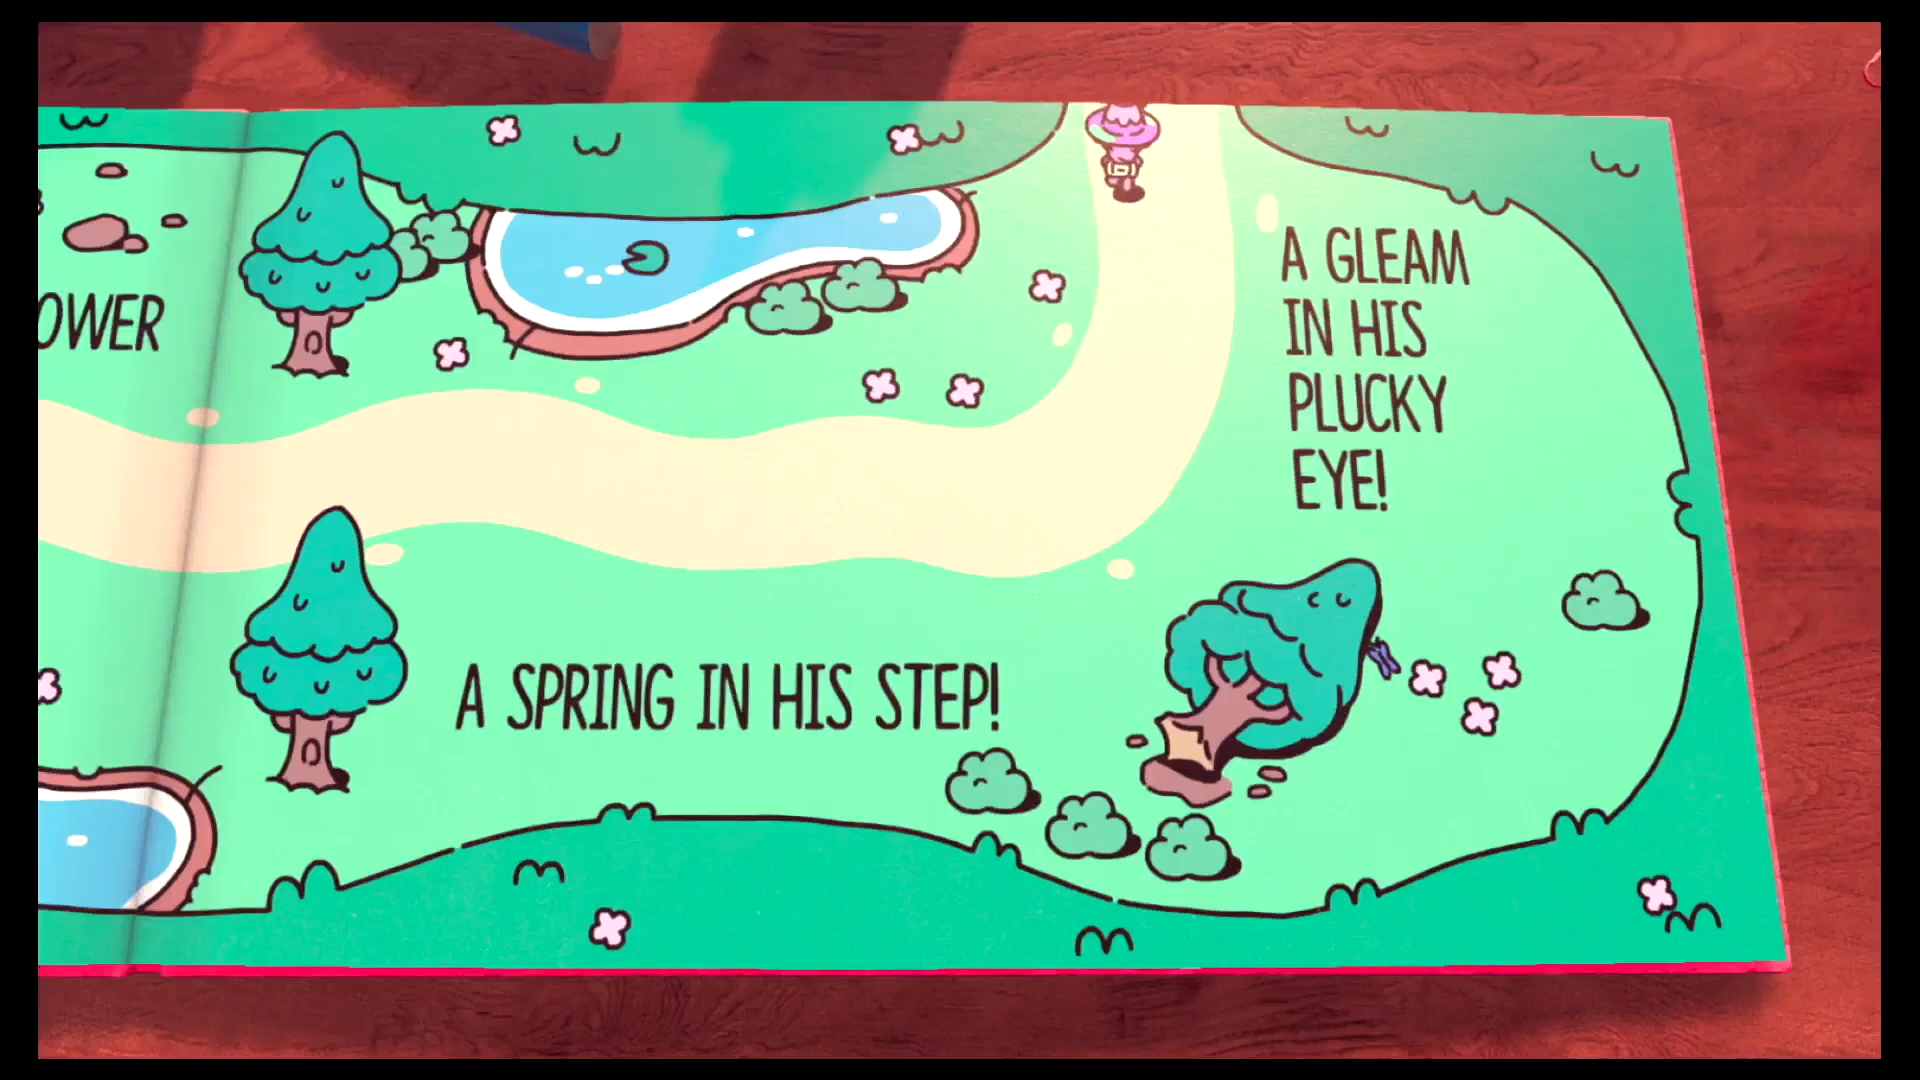 OWER
A SPRING IN HIS STEP!
A GLEAM
IN HIS
PLUCKY
EYE!